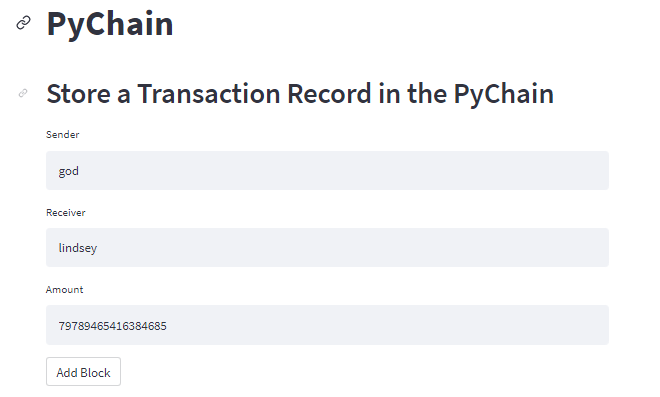 PyChain
Store a Transaction Record in the PyChain
Sender
god
Receiver
lindsey
Amount
79789465416384685
Add Block